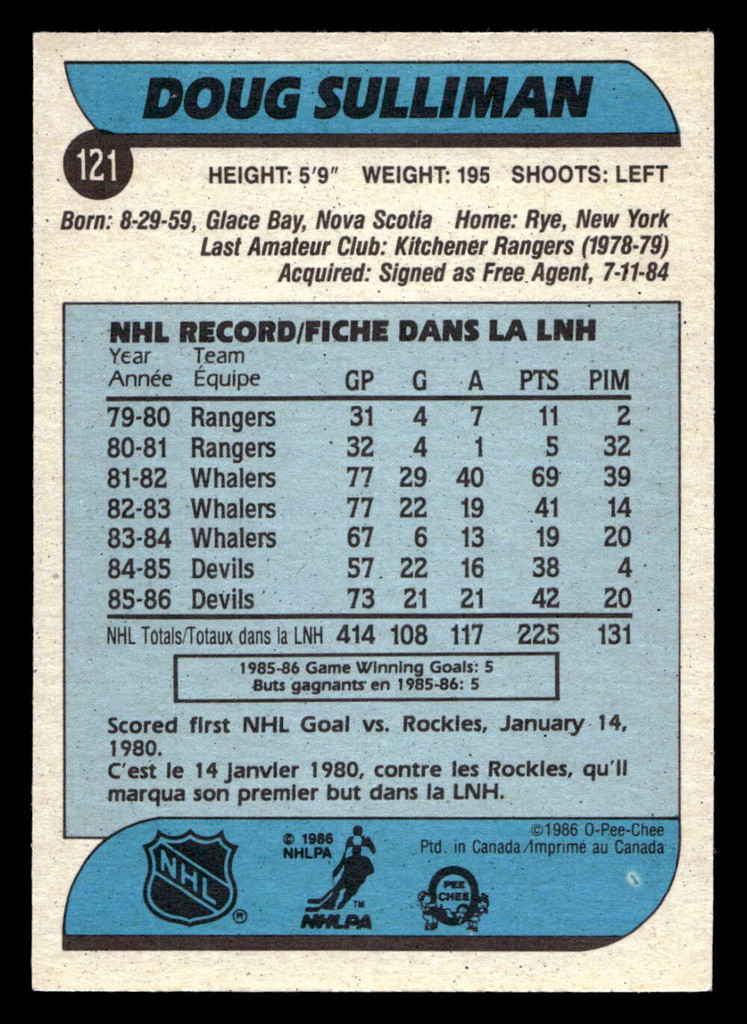 DOUG SULLIMAN
121
HEIGHT: 5'9" WEIGHT: 195 SHOOTS: LEFT
Born: 8-29-59, Glace Bay, Nova Scotia Home: Rye, New York
Last Amateur Club: Kitchener Rangers (1978-79)
Acquired: Signed as Free Agent, 7-11-84
NHL RECORD/FICHE DANS LA LNH
Year Team
Année Équipe GP G A PTS PIM
79-80 Rangers 31 4 7 11 2
80-81 Rangers 32 4 1 5 32
81-82 Whalers 77 29 40 69 39
82-83 Whalers 77 22 19 41 14
83-84 Whalers 67 6 13 19 20
84-85 Devils 57 22 16 38 4
85-86 Devils 73 21 21 42 20
NHL Totals/Totaux dans la LNH 414 108 117 225 131
1985-86 Game Winning Goals: 5
Buts gagnants en 1985-86: 5
Scored first NHL Goal vs. Rockies, January 14,
1980.
C'est le 14 janvier 1980, contre les Rockies, qu'il
marqua son premier but dans la LNH.
©1986 O-Pee-Chee
Ptd. in Canada/Imprimé au Canada
© 1986
NHLPA
NHL
®
TM
NHLPA
PEE
CHEE